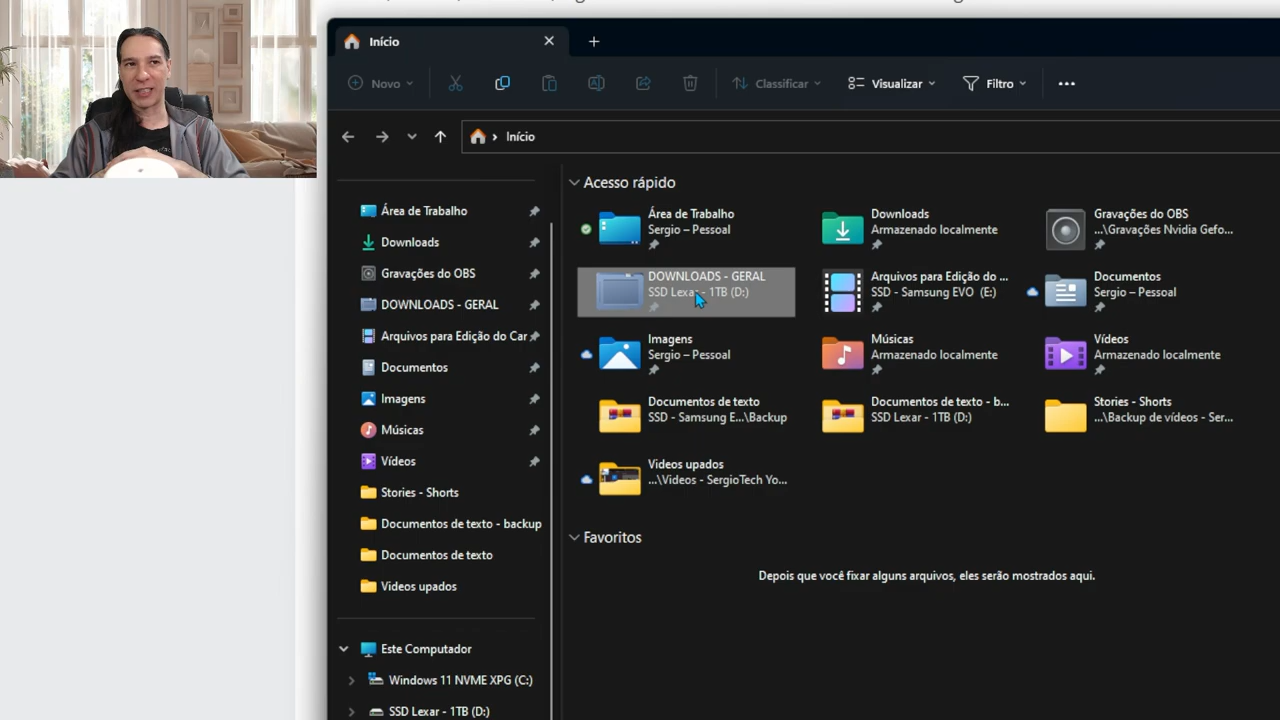 Início
Novo
Classificar
Visualizar
Filtro
Início
Área de Trabalho
Downloads
Gravações do OBS
DOWNLOADS - GERAL
Arquivos para Edição do Car
Documentos
Imagens
Músicas
Vídeos
Stories - Shorts
Documentos de texto - backup
Documentos de texto
Videos upados
Este Computador
Windows 11 NVME XPG (C:)
SSD Lexar - 1TB (D:)
Acesso rápido
Área de Trabalho
Sergio – Pessoal
Downloads
Armazenado localmente
Gravações do OBS
...\Gravações Nvidia Gefo...
DOWNLOADS - GERAL
SSD Lexar - 1TB (D:)
Arquivos para Edição do ...
SSD - Samsung EVO (E:)
Documentos
Sergio – Pessoal
Imagens
Sergio – Pessoal
Músicas
Armazenado localmente
Vídeos
Armazenado localmente
Documentos de texto
SSD - Samsung E...\Backup
Documentos de texto - b...
SSD Lexar - 1TB (D:)
Stories - Shorts
...\Backup de vídeos - Ser...
Videos upados
...\Videos - SergioTech Yo...
Favoritos
Depois que você fixar alguns arquivos, eles serão mostrados aqui.